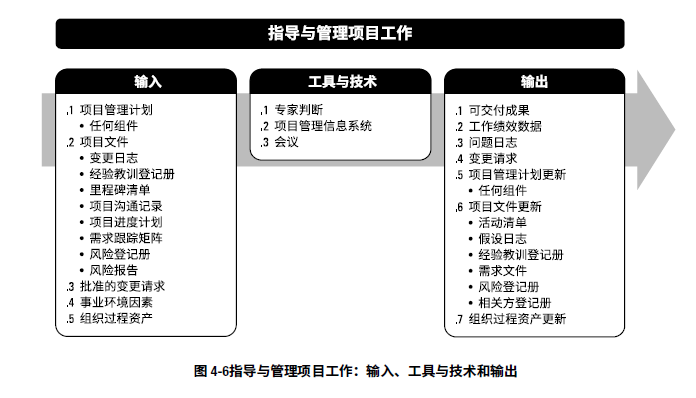 指导与管理项目工作
输入
.1 项目管理计划
• 任何组件
.2 项目文件
• 变更日志
• 经验教训登记册
• 里程碑清单
• 项目沟通记录
• 项目进度计划
• 需求跟踪矩阵
• 风险登记册
• 风险报告
.3 批准的变更请求
.4 事业环境因素
.5 组织过程资产
工具与技术
.1 专家判断
.2 项目管理信息系统
.3 会议
输出
.1 可交付成果
.2 工作绩效数据
.3 问题日志
.4 变更请求
.5 项目管理计划更新
• 任何组件
.6 项目文件更新
• 活动清单
• 假设日志
• 经验教训登记册
• 需求文件
• 风险登记册
• 相关方登记册
.7 组织过程资产更新
图 4-6指导与管理项目工作：输入、工具与技术和输出